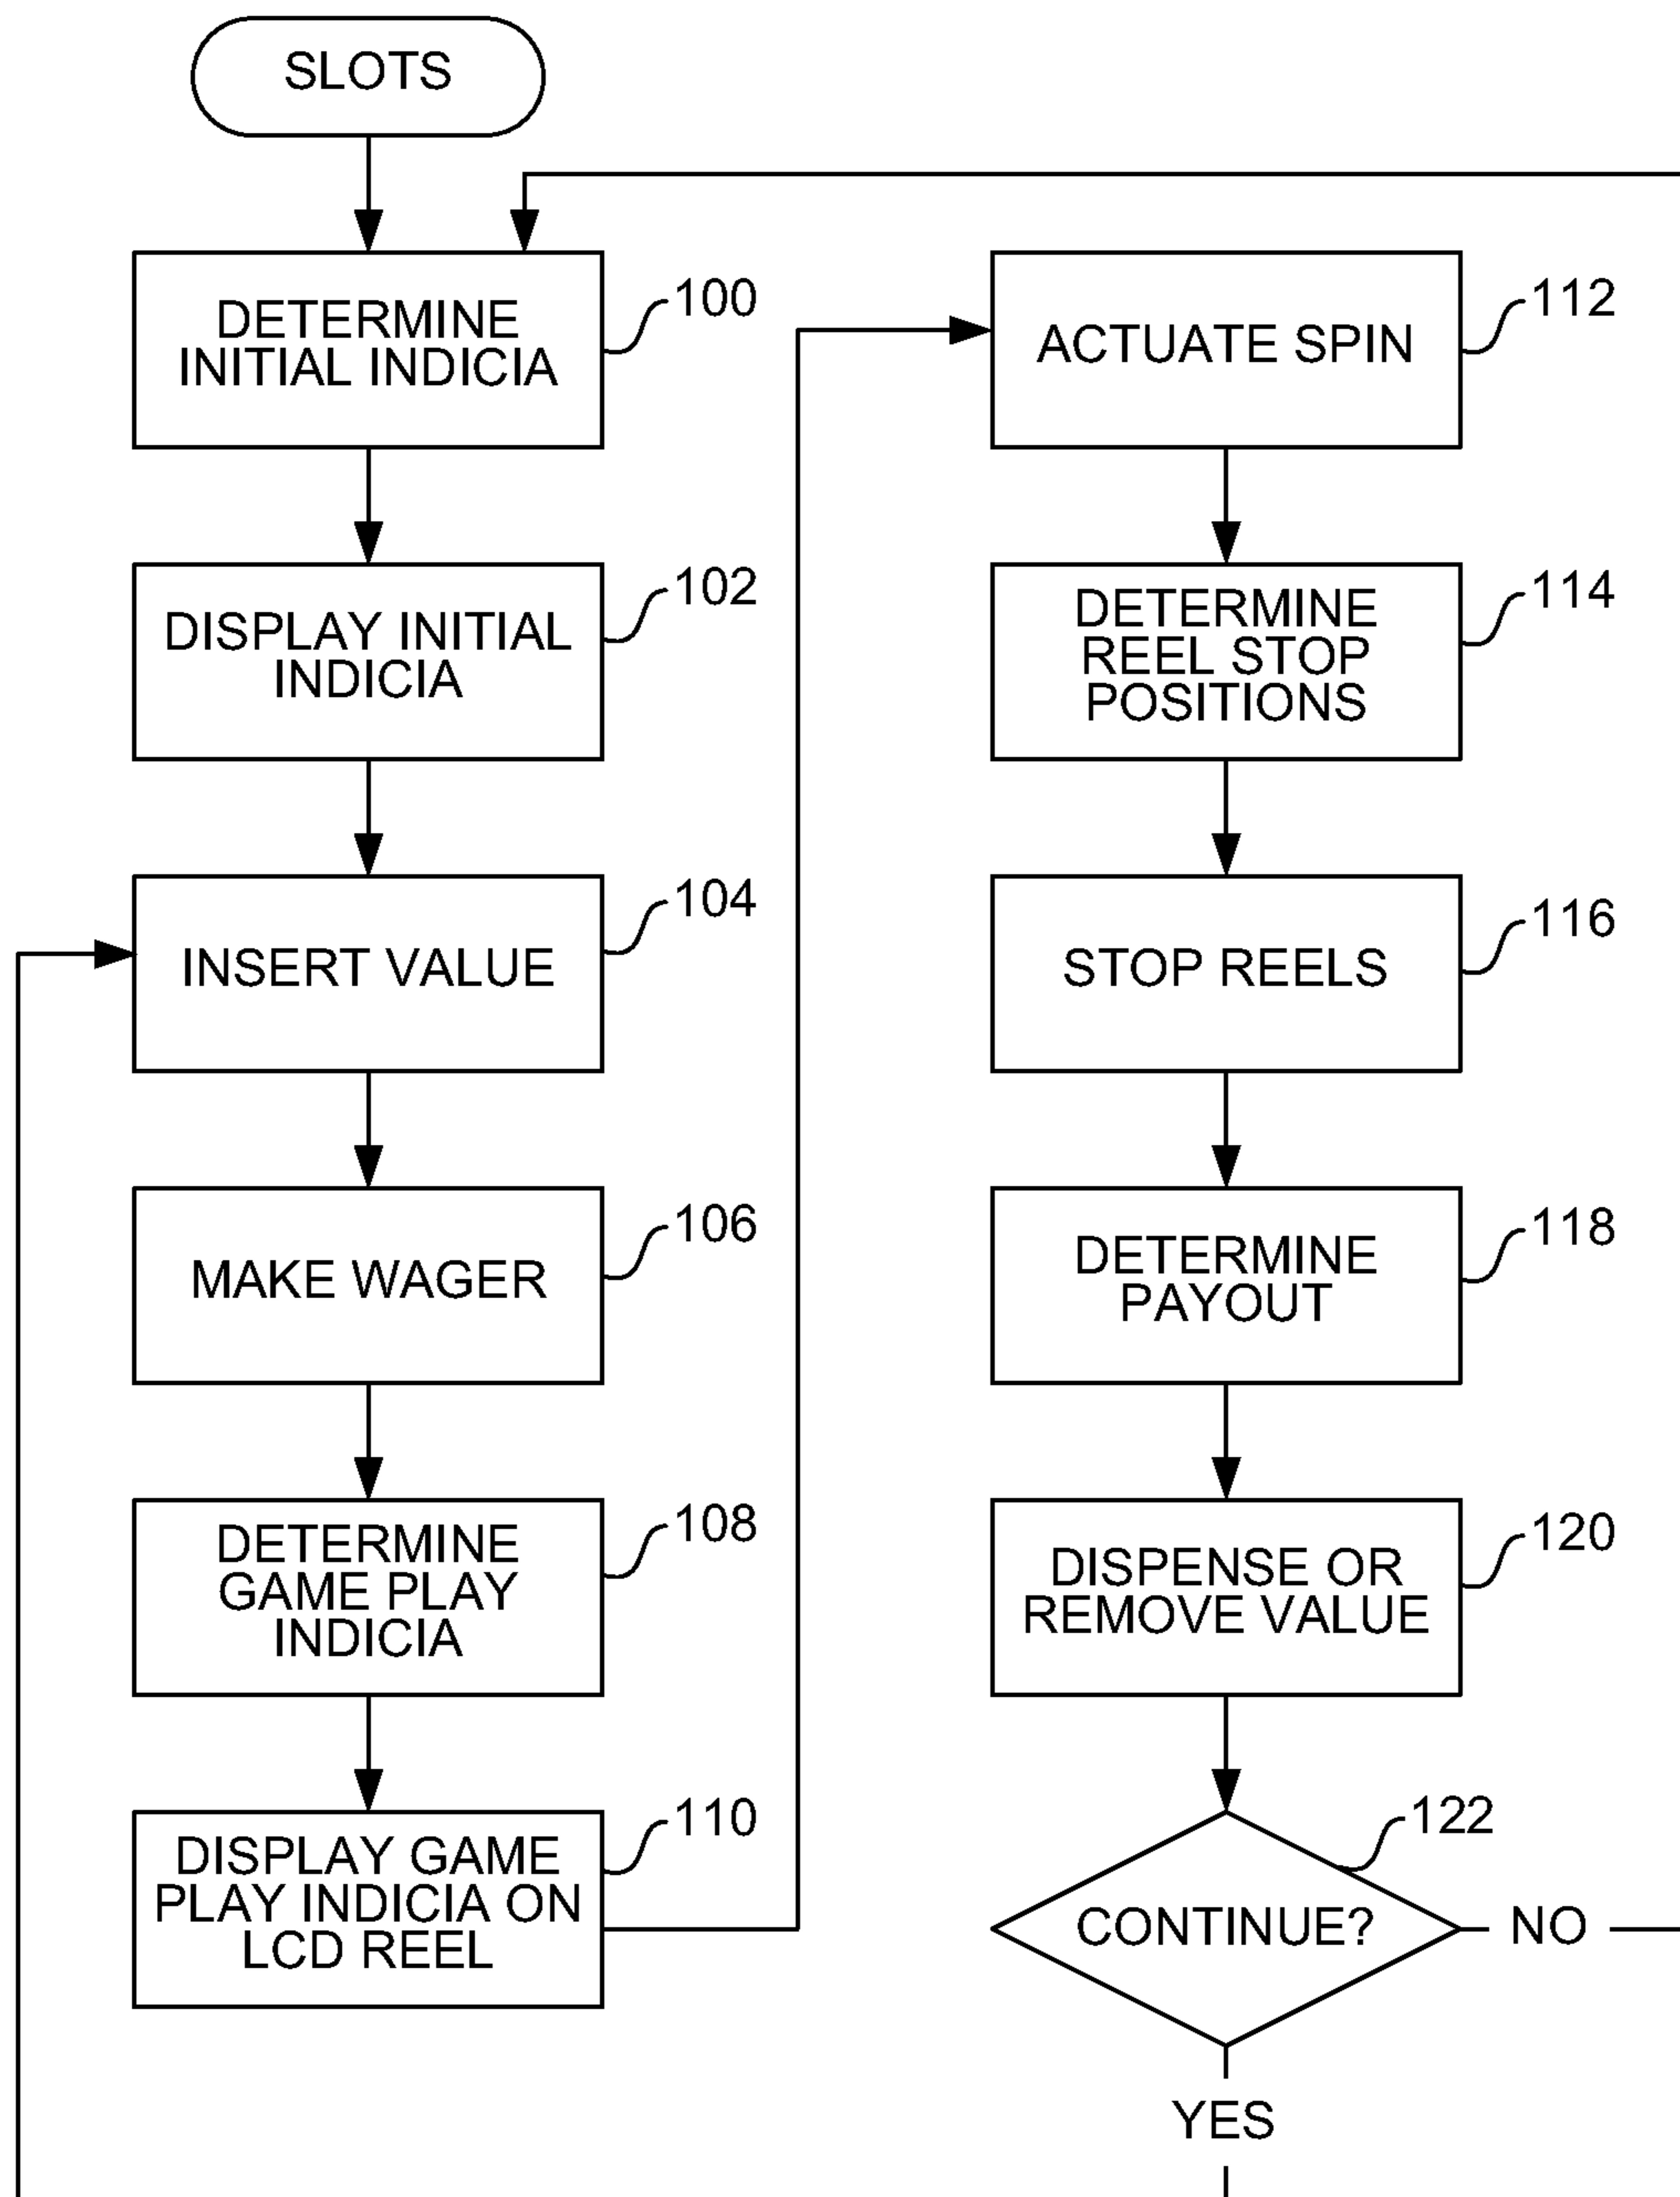 SLOTS
DETERMINE
INITIAL INDICIA
100
DISPLAY INITIAL
INDICIA
102
INSERT VALUE
104
MAKE WAGER
106
DETERMINE
GAME PLAY
INDICIA
108
DISPLAY GAME
PLAY INDICIA ON
LCD REEL
110
ACTUATE SPIN
112
DETERMINE
REEL STOP
POSITIONS
114
STOP REELS
116
DETERMINE
PAYOUT
118
DISPENSE OR
REMOVE VALUE
120
CONTINUE?
122
NO
YES